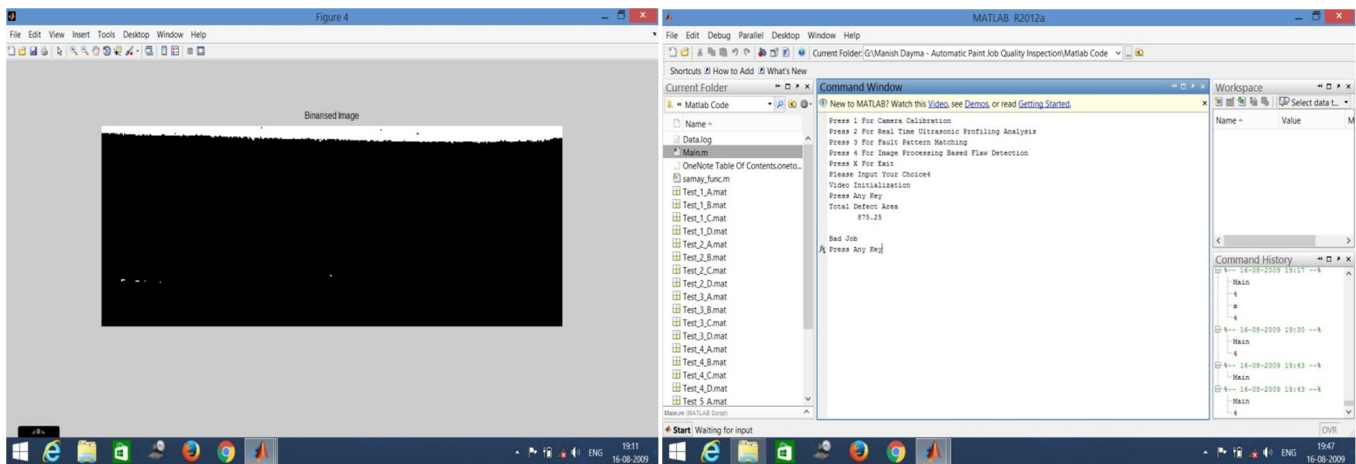 Figure 4
File Edit View Insert Tools Desktop Window Help
Binarised Image
ENG
19:11
16-08-2009
MATLAB R2012a
File Edit Debug Parallel Desktop Window Help
Current Folder: G:\Manish Dayma - Automatic Paint Job Quality Inspection\Matlab Code
Shortcuts How to Add What's New
Current Folder
« Matlab Code
Name
Data.log
Main.m
OneNote Table Of Contents.oneto...
samay_func.m
Test_1_A.mat
Test_1_B.mat
Test_1_C.mat
Test_1_D.mat
Test_2_A.mat
Test_2_B.mat
Test_2_C.mat
Test_2_D.mat
Test_3_A.mat
Test_3_B.mat
Test_3_C.mat
Test_3_D.mat
Test_4_A.mat
Test_4_B.mat
Test_4_C.mat
Test_4_D.mat
Test_5_A.mat
Main.m (MATLAB Script)
Command Window
New to MATLAB? Watch this Video, see Demos, or read Getting Started.
Press 1 For Camera Calibration
Press 2 For Real Time Ultrasonic Profiling Analysis
Press 3 For Fault Pattern Matching
Press 4 For Image Processing Based Flaw Detection
Press X For Exit
Please Input Your Choice4
Video Initialization
Press Any Key
Total Defect Area
875.25
Bad Job
fx Press Any Key
Workspace
Select data t...
Name Value M
Command History
%-- 16-08-2009 19:17 --%
Main
4
x
4
%-- 16-08-2009 19:30 --%
Main
4
%-- 16-08-2009 19:43 --%
Main
%-- 16-08-2009 19:43 --%
Main
4
Start Waiting for input
OVR
ENG
19:47
16-08-2009